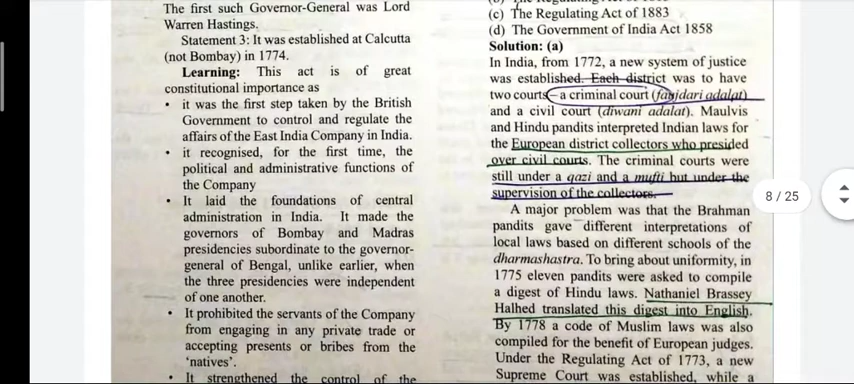 The first such Governor-General was Lord
Warren Hastings.
Statement 3: It was established at Calcutta
(not Bombay) in 1774.
Learning: This act is of great
constitutional importance as
• it was the first step taken by the British
Government to control and regulate the
affairs of the East India Company in India.
• it recognised, for the first time, the
political and administrative functions of
the Company
• It laid the foundations of central
administration in India. It made the
governors of Bombay and Madras
presidencies subordinate to the governor-
general of Bengal, unlike earlier, when
the three presidencies were independent
of one another.
• It prohibited the servants of the Company
from engaging in any private trade or
accepting presents or bribes from the
‘natives’.
• It strengthened the control of the
(c) The Regulating Act of 1883
(d) The Government of India Act 1858
Solution: (a)
In India, from 1772, a new system of justice
was established. Each district was to have
two courts – a criminal court (faujdari adalat)
and a civil court (diwani adalat). Maulvis
and Hindu pandits interpreted Indian laws for
the European district collectors who presided
over civil courts. The criminal courts were
still under a qazi and a mufti but under the
supervision of the collectors.
A major problem was that the Brahman
pandits gave different interpretations of
local laws based on different schools of the
dharmashastra. To bring about uniformity, in
1775 eleven pandits were asked to compile
a digest of Hindu laws. Nathaniel Brassey
Halhed translated this digest into English.
By 1778 a code of Muslim laws was also
compiled for the benefit of European judges.
Under the Regulating Act of 1773, a new
Supreme Court was established, while a
8 / 25